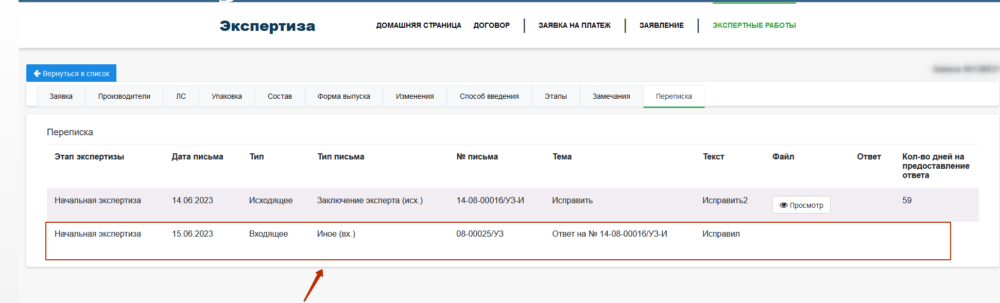 Экспертиза
ДОМАШНЯЯ СТРАНИЦА ДОГОВОР ЗАЯВКА НА ПЛАТЕЖ ЗАЯВЛЕНИЕ ЭКСПЕРТНЫЕ РАБОТЫ
Вернуться в список
Заявка Производители ЛС Упаковка Состав Форма выпуска Изменения Способ введения Этапы Замечания Переписка
Переписка
Этап экспертизы Дата письма Тип Тип письма № письма Тема Текст Файл Ответ Кол-во дней на
предоставление
ответа
Начальная экспертиза 14.06.2023 Исходящее Заключение эксперта (исх.) 14-08-00016/УЗ-И Исправить Исправить2 Просмотр 59
Начальная экспертиза 15.06.2023 Входящее Иное (вх.) 08-00025/УЗ Ответ на № 14-08-00016/УЗ-И Исправил